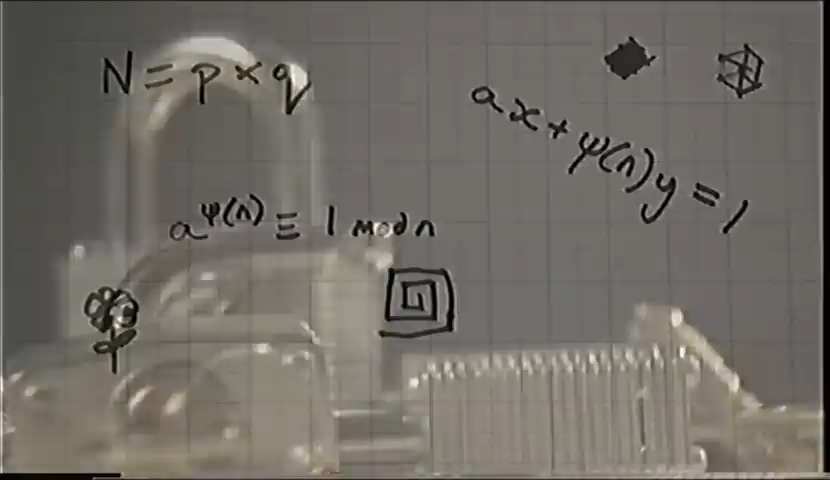 N = p × q
ax + ψ(n)y = 1
a^ψ(n) ≡ 1 mod n